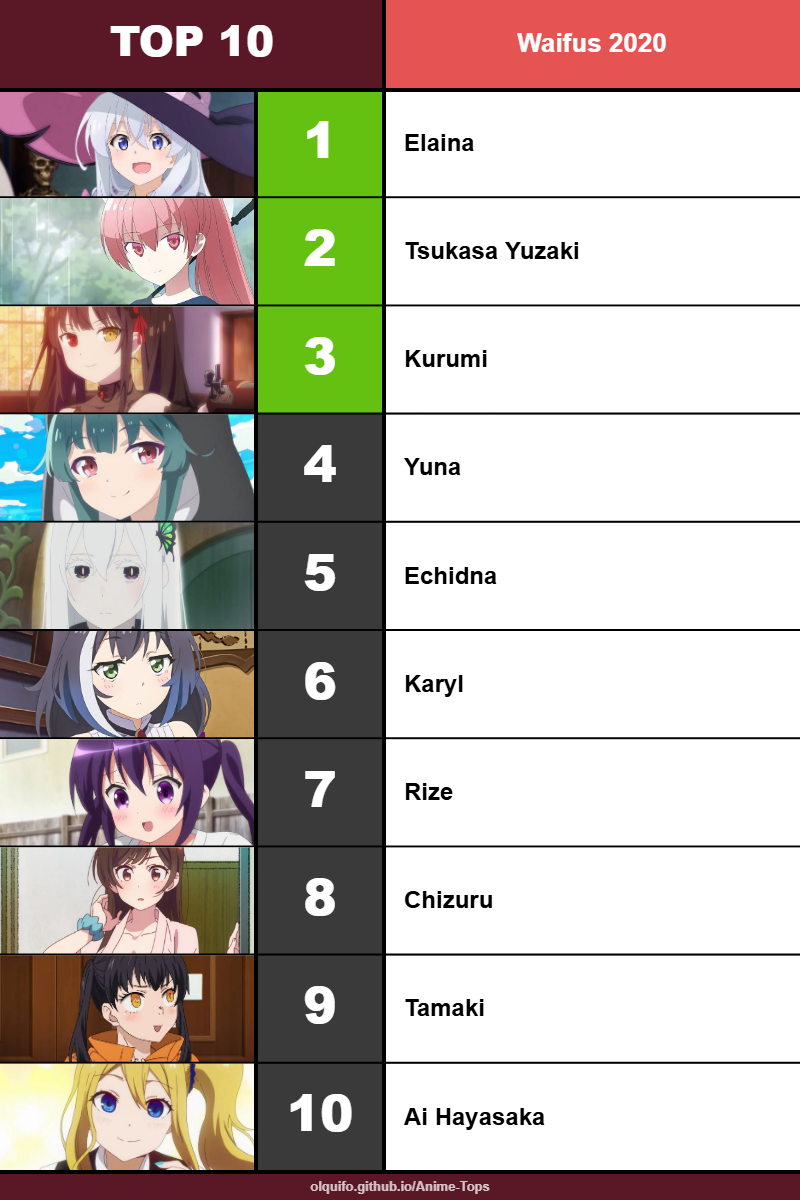 TOP 10
Waifus 2020
1
Elaina
2
Tsukasa Yuzaki
3
Kurumi
4
Yuna
5
Echidna
6
Karyl
7
Rize
8
Chizuru
9
Tamaki
10
Ai Hayasaka
olquifo.github.io/Anime-Tops